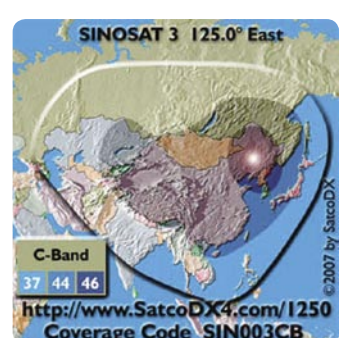 SINOSAT 3 125.0° East
C-Band
37 44 46
©2007 by SatcoDX
http://www.SatcoDX4.com/1250
Coverage Code SIN003CB